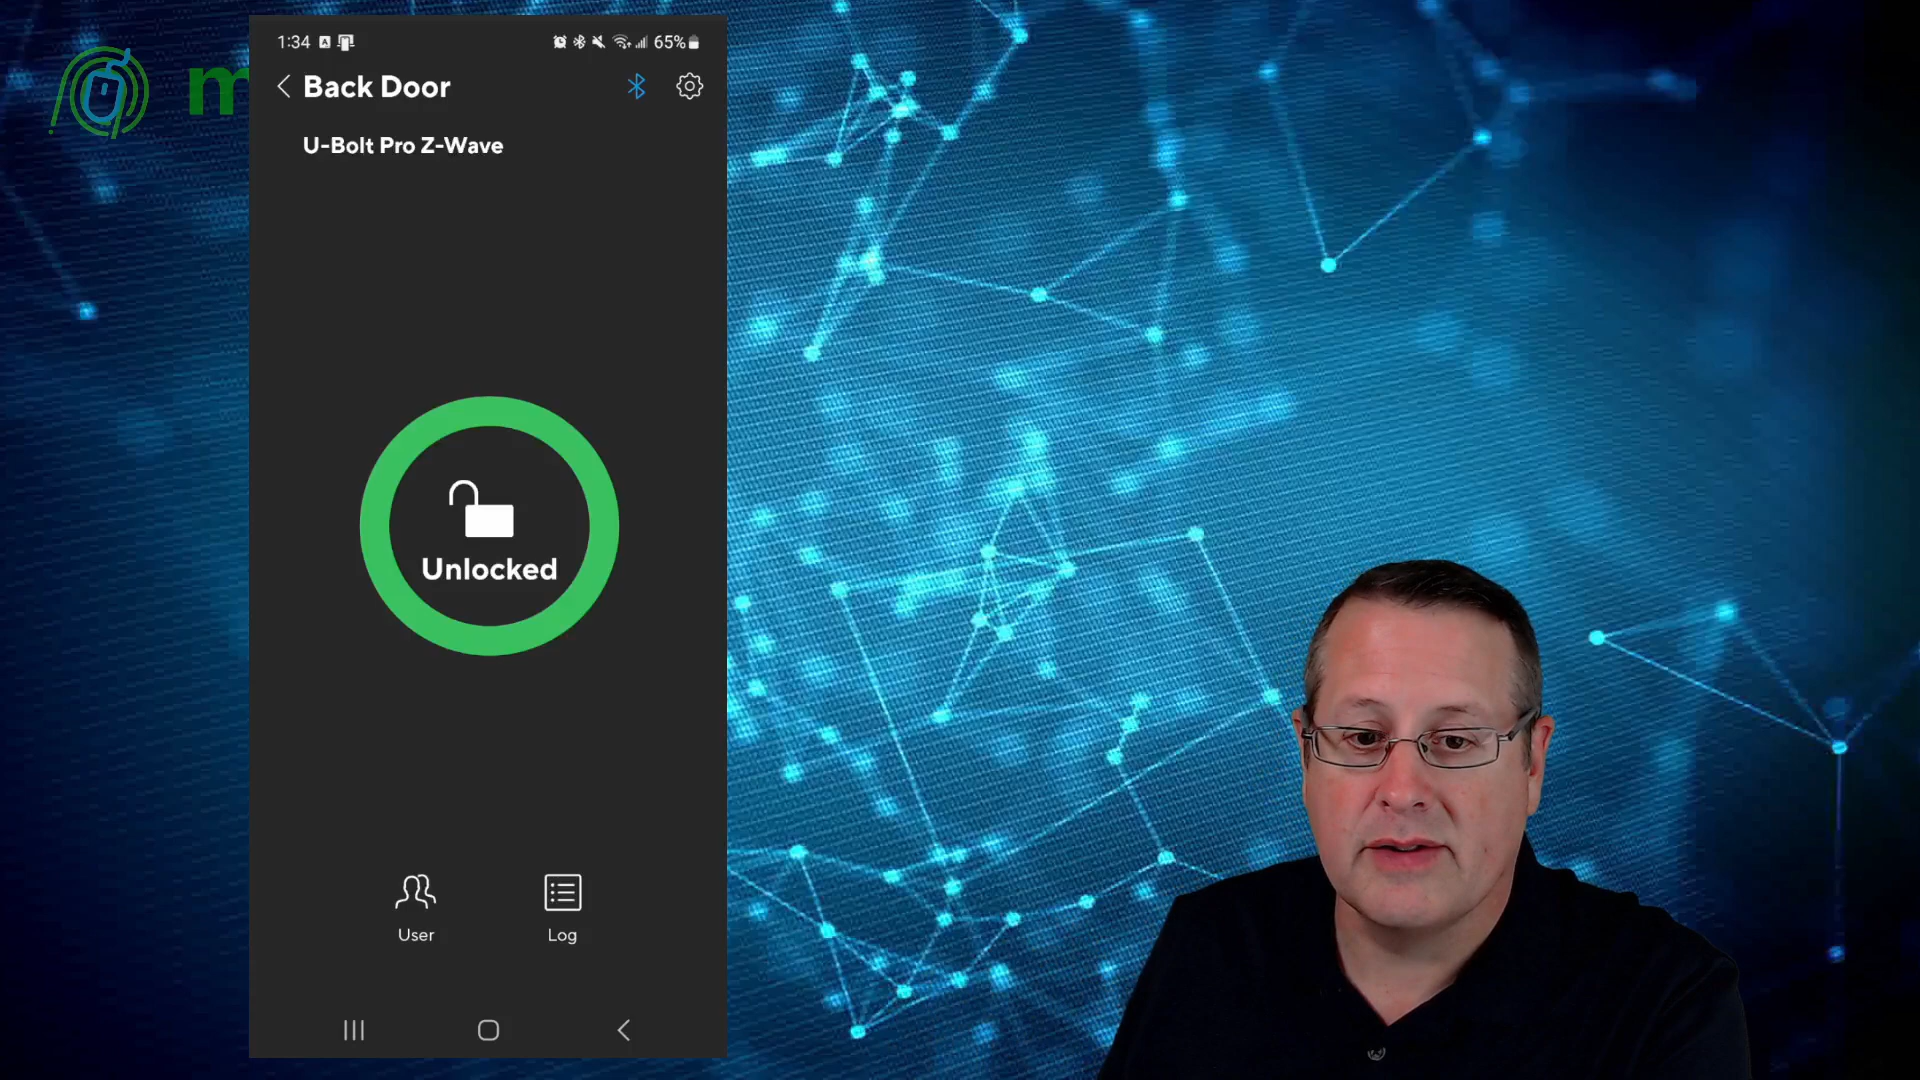 1:34
65%
m
Back Door
U-Bolt Pro Z-Wave
Unlocked
User
Log